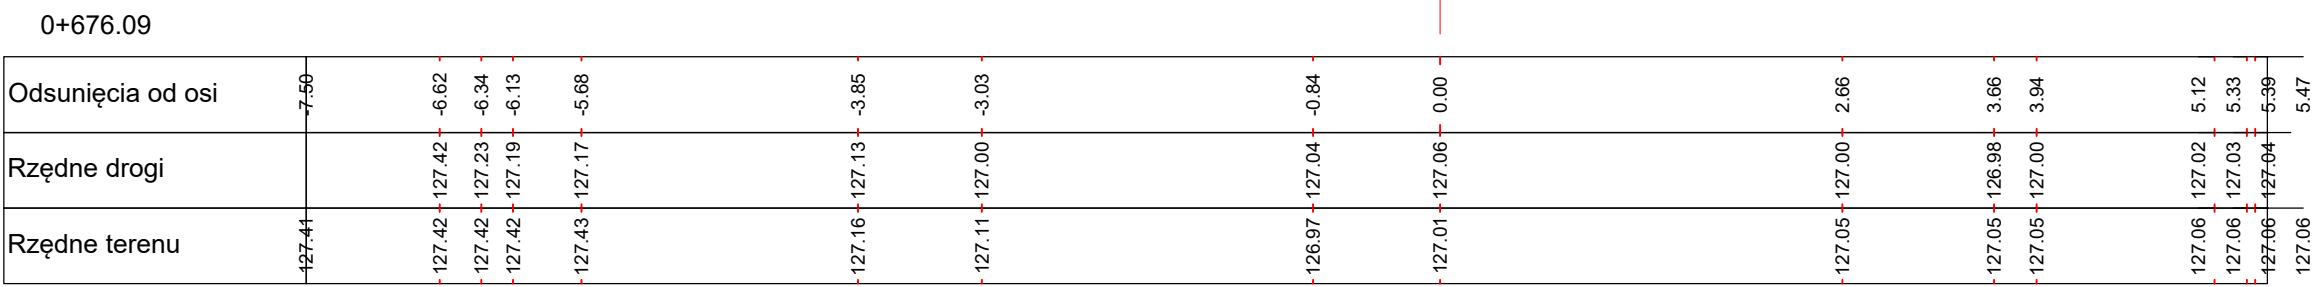 0+676.09
Odsunięcia od osi -7.50 -6.62 -6.34 -6.13 -5.68 -3.85 -3.03 -0.84 0.00 2.66 3.66 3.94 5.12 5.33 5.39 5.47
Rzędne drogi 127.42 127.23 127.19 127.17 127.13 127.00 127.04 127.06 127.00 126.98 127.00 127.02 127.03 127.04
Rzędne terenu 127.41 127.42 127.42 127.42 127.43 127.16 127.11 126.97 127.01 127.05 127.05 127.05 127.06 127.06 127.06 127.06